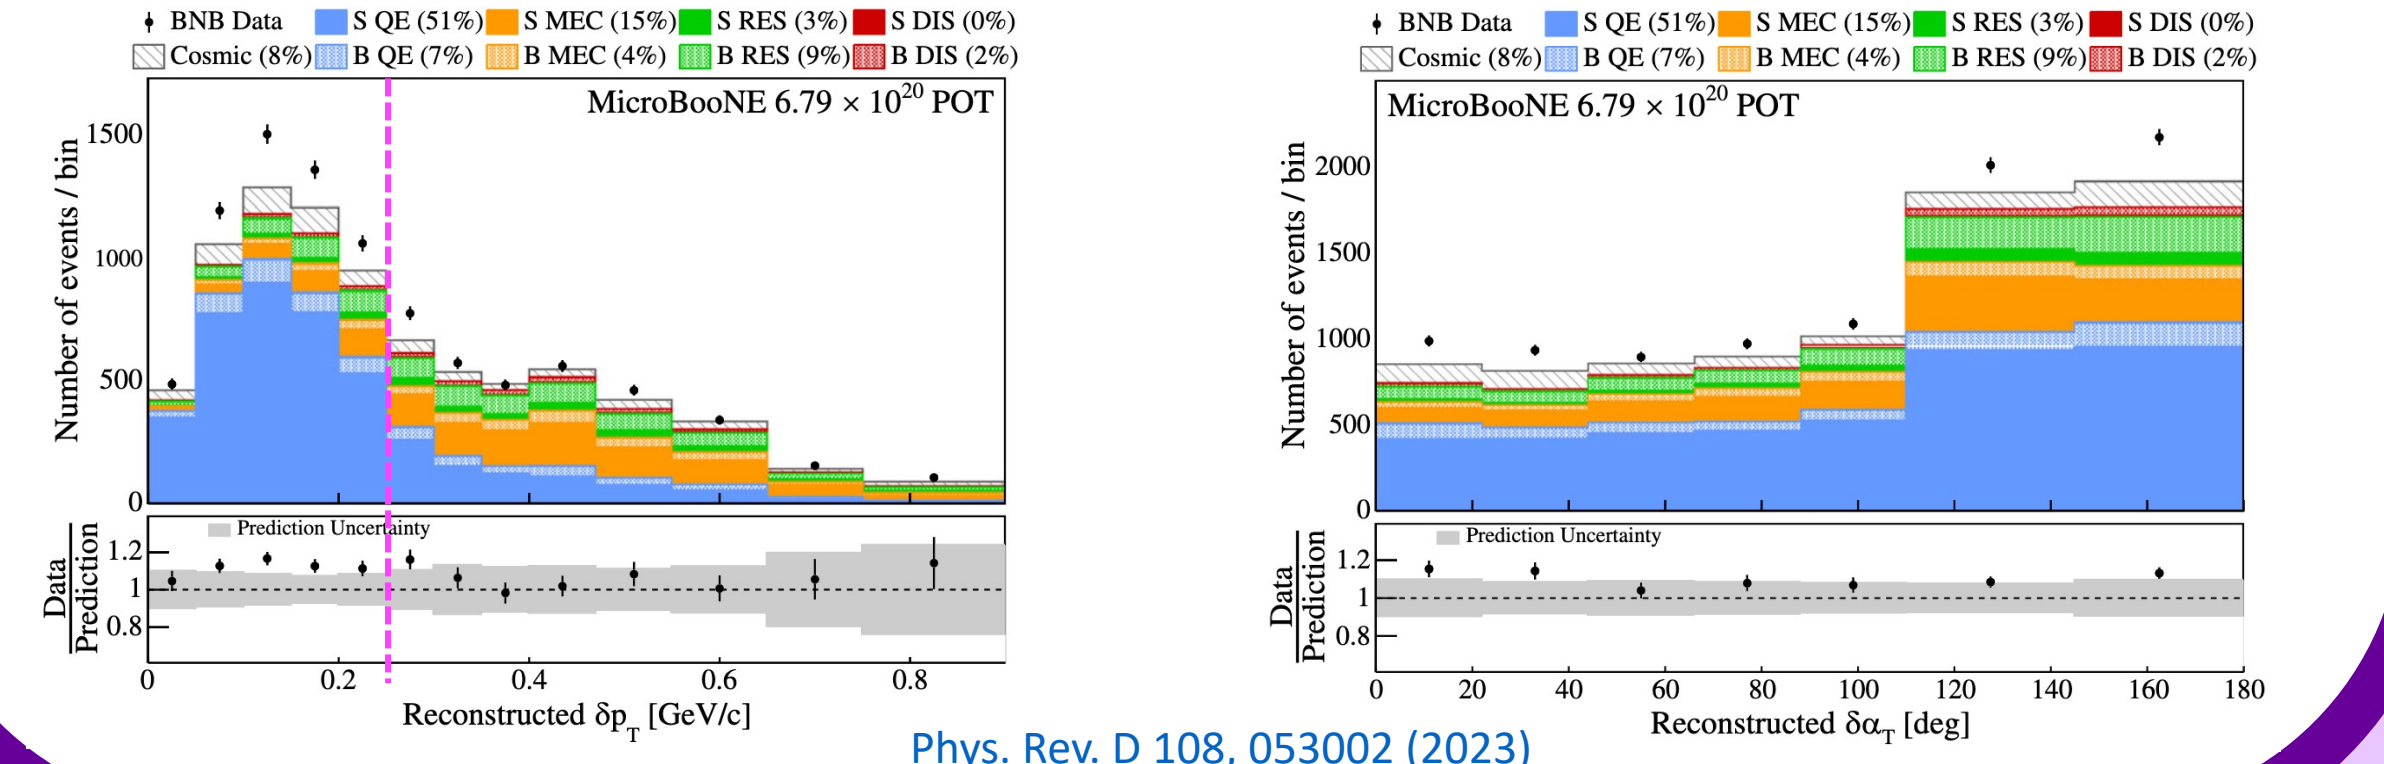 BNB Data S QE (51%) S MEC (15%) S RES (3%) S DIS (0%)
Cosmic (8%) B QE (7%) B MEC (4%) B RES (9%) B DIS (2%)
MicroBooNE 6.79 × 10²⁰ POT
Number of events / bin
1500
1000
500
0
Prediction Uncertainty
Data
Prediction
1.2
1
0.8
0 0.2 0.4 0.6 0.8
Reconstructed δp_T [GeV/c]
BNB Data S QE (51%) S MEC (15%) S RES (3%) S DIS (0%)
Cosmic (8%) B QE (7%) B MEC (4%) B RES (9%) B DIS (2%)
MicroBooNE 6.79 × 10²⁰ POT
Number of events / bin
2000
1500
1000
500
0
Prediction Uncertainty
Data
Prediction
1.2
1
0.8
0 20 40 60 80 100 120 140 160 180
Reconstructed δα_T [deg]
Phys. Rev. D 108, 053002 (2023)